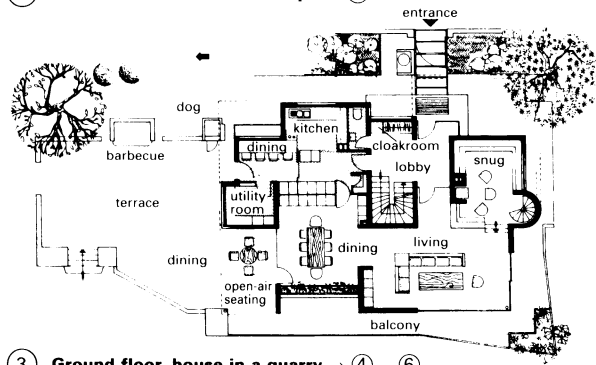 entrance
dog
kitchen
dining
cloakroom
barbecue
lobby
snug
utility
room
terrace
dining
living
dining
open-air
seating
balcony
3 Ground floor, house in a quarry → 4 – 6